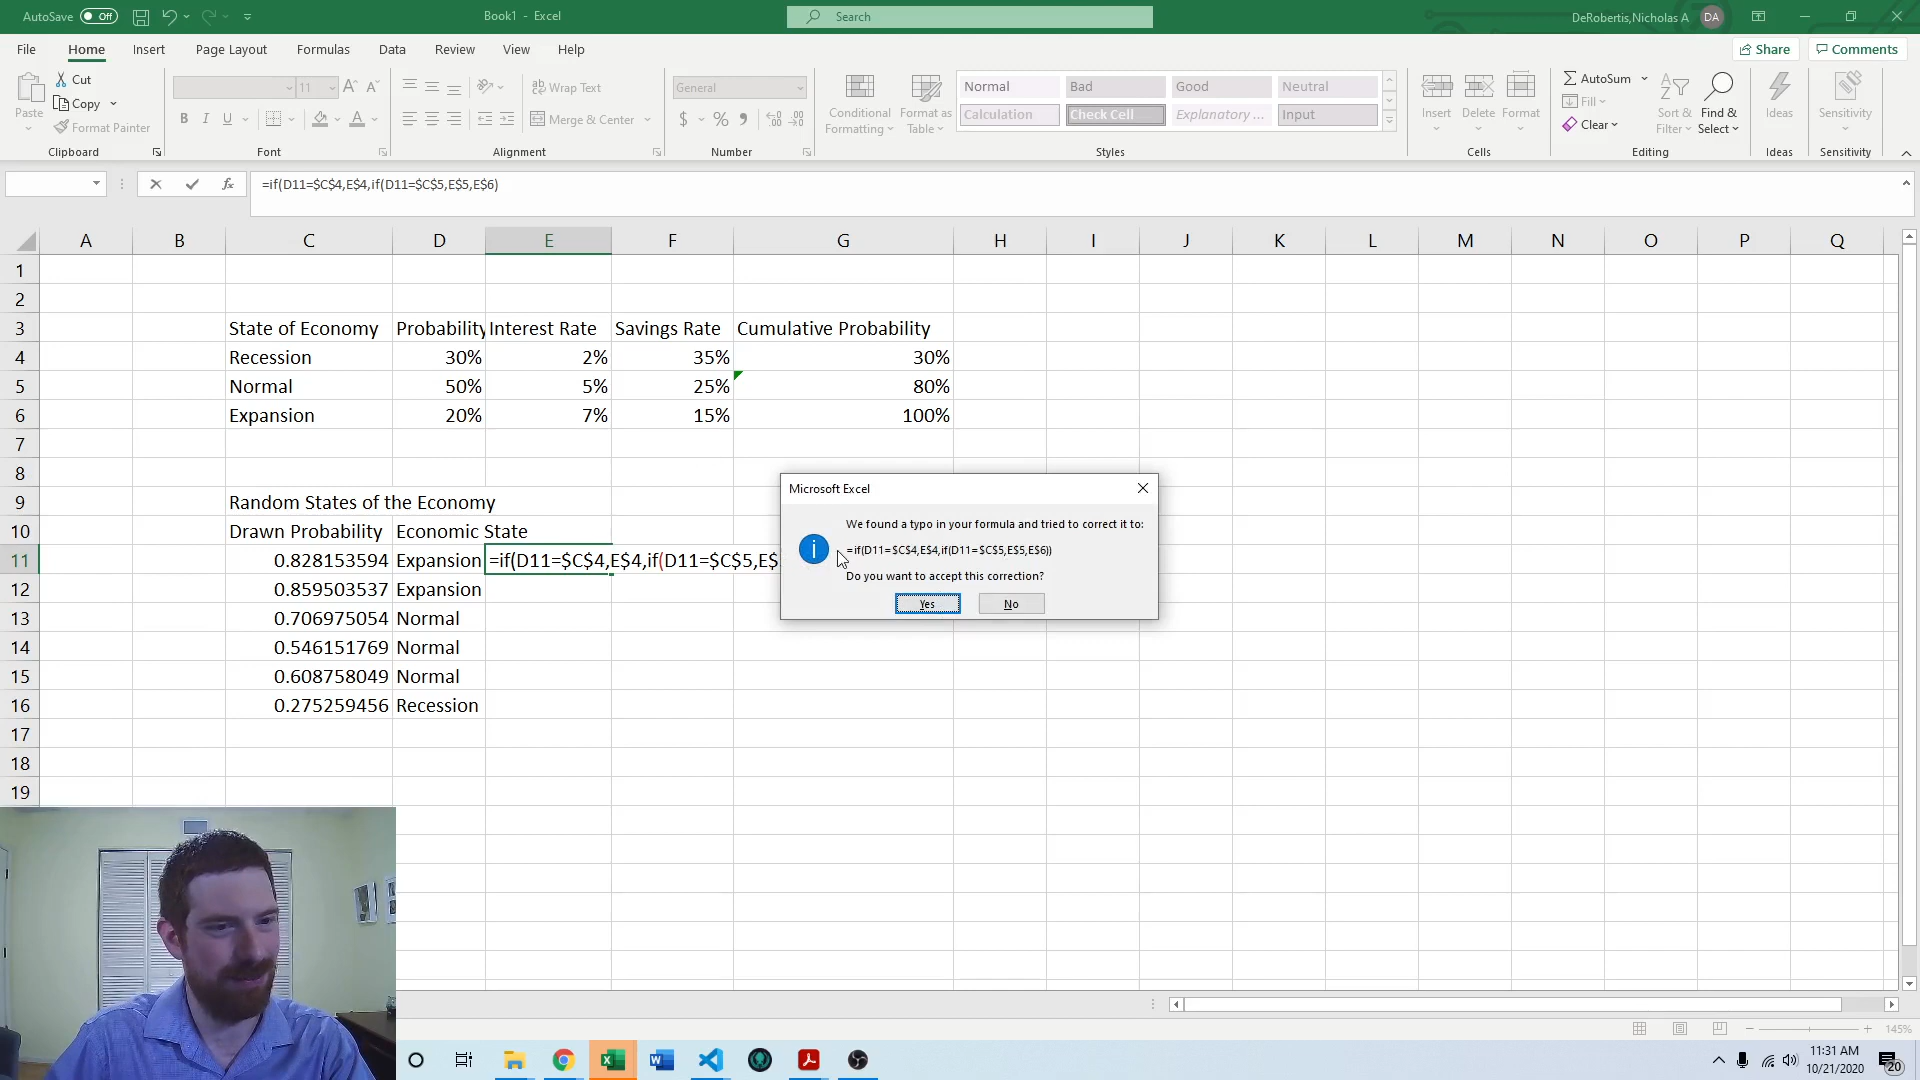 AutoSave Off
Book1 - Excel
Search
DeRobertis,Nicholas A DA
File Home Insert Page Layout Formulas Data Review View Help
Share Comments
Paste
Cut
Copy
Format Painter
Clipboard
11
B I U
Font
Wrap Text
Merge & Center
Alignment
General
$ % ,
Number
Conditional Formatting
Format as Table
Normal Bad Good Neutral
Calculation Check Cell Explanatory ... Input
Styles
Insert Delete Format
Cells
AutoSum
Fill
Clear
Sort & Filter
Find & Select
Editing
Ideas
Ideas
Sensitivity
Sensitivity
fx =if(D11=$C$4,E$4,if(D11=$C$5,E$5,E$6)
A B C D E F G H I J K L M N O P Q
1
2
3 State of Economy Probability Interest Rate Savings Rate Cumulative Probability
4 Recession 30% 2% 35% 30%
5 Normal 50% 5% 25% 80%
6 Expansion 20% 7% 15% 100%
7
8
9 Random States of the Economy
10 Drawn Probability Economic State
11 0.828153594 Expansion =if(D11=$C$4,E$4,if(D11=$C$5,E$
12 0.859503537 Expansion
13 0.706975054 Normal
14 0.546151769 Normal
15 0.608758049 Normal
16 0.275259456 Recession
17
18
19
Microsoft Excel
We found a typo in your formula and tried to correct it to:
=if(D11=$C$4,E$4,if(D11=$C$5,E$5,E$6))
Do you want to accept this correction?
Yes No
145%
11:31 AM
10/21/2020
20